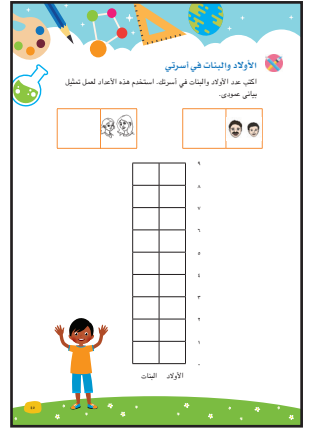 الأولاد والبنات في أسرتي
اكتب عدد الأولاد والبنات في أسرتك. استخدم هذه الأعداد لعمل تمثيل
بياني عمودي.
٩
٨
٧
٦
٥
٤
٣
٢
١
٠
الأولاد البنات